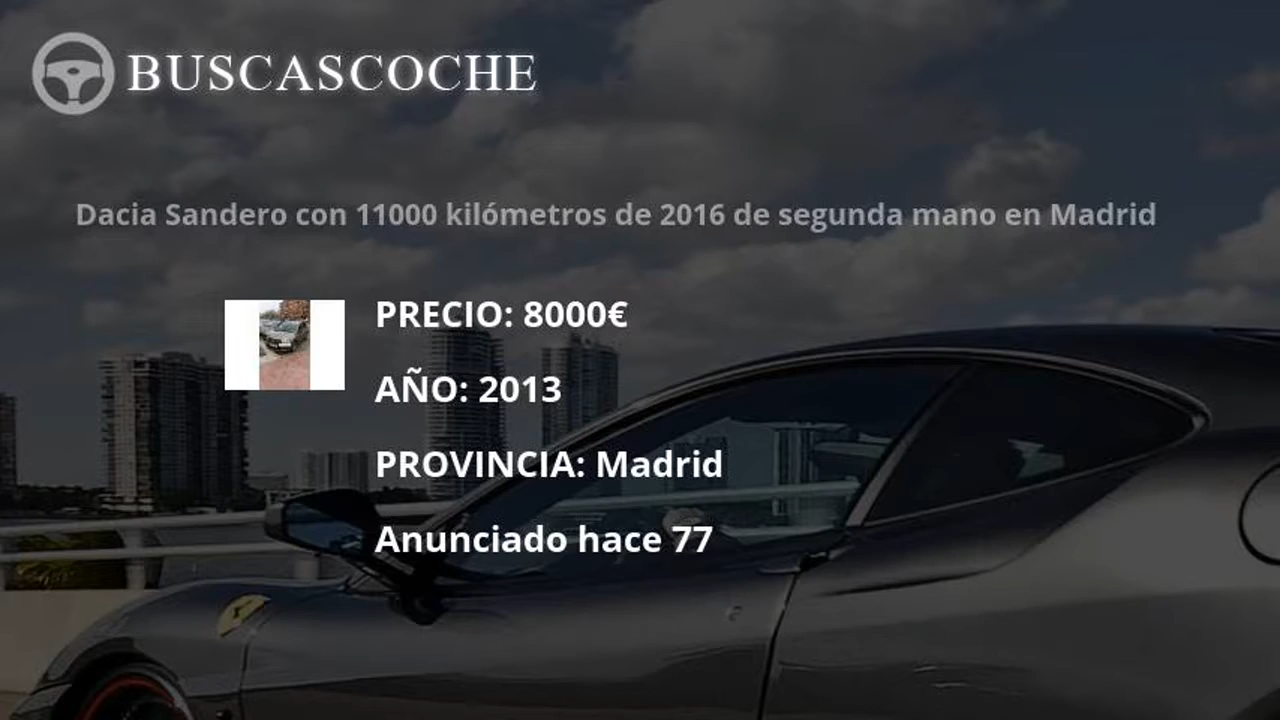 BUSCASCOCHE
Dacia Sandero con 11000 kilómetros de 2016 de segunda mano en Madrid
PRECIO: 8000€
AÑO: 2013
PROVINCIA: Madrid
Anunciado hace 77